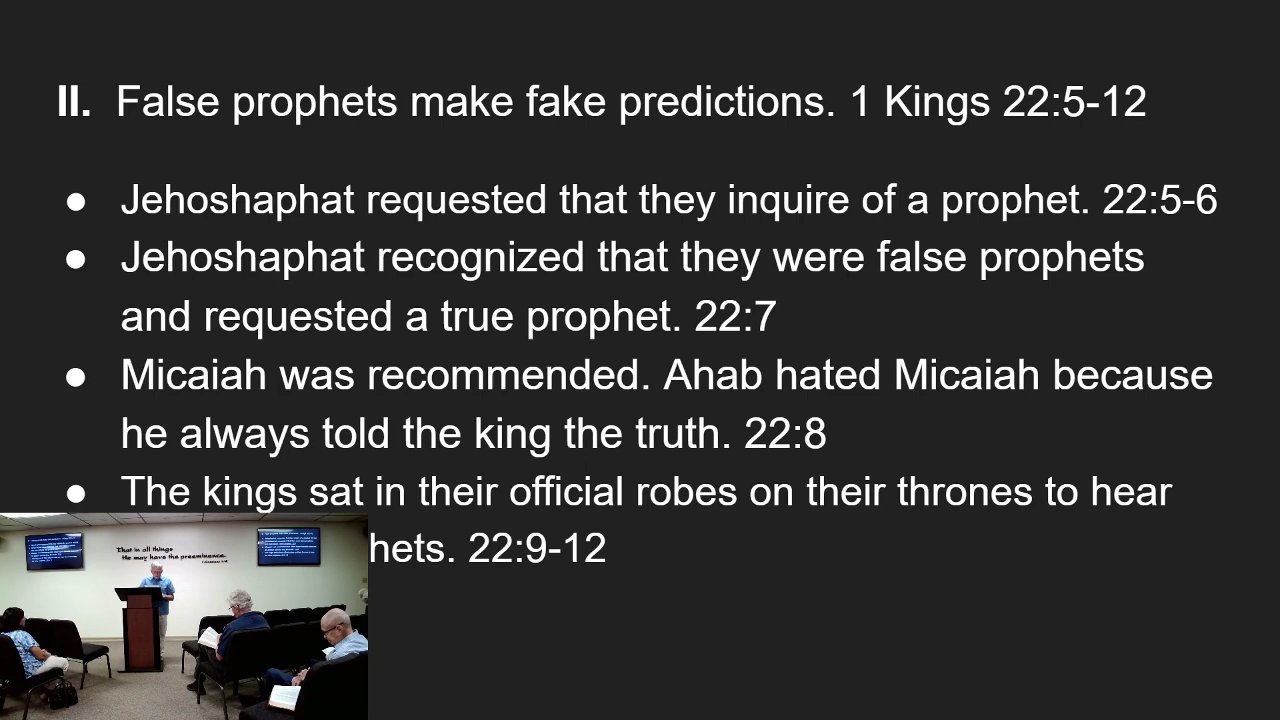 II. False prophets make fake predictions. 1 Kings 22:5-12
● Jehoshaphat requested that they inquire of a prophet. 22:5-6
● Jehoshaphat recognized that they were false prophets
and requested a true prophet. 22:7
● Micaiah was recommended. Ahab hated Micaiah because
he always told the king the truth. 22:8
● The kings sat in their official robes on their thrones to hear
hets. 22:9-12
That in all things
He may have the preeminence.